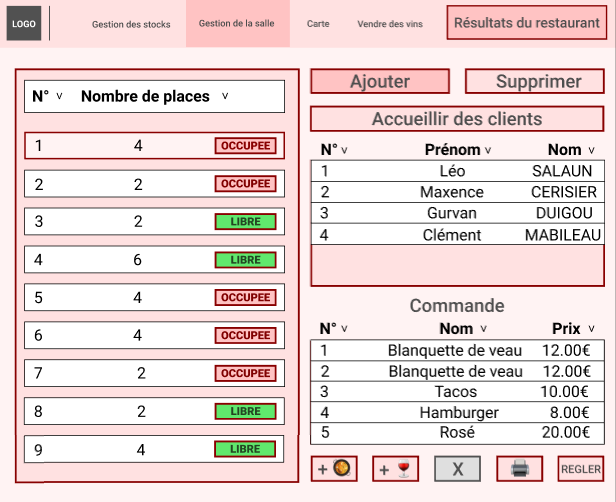 LOGO
Gestion des stocks
Gestion de la salle
Carte
Vendre des vins
Résultats du restaurant
N° v Nombre de places v
1 4 OCCUPEE
2 2 OCCUPEE
3 2 LIBRE
4 6 LIBRE
5 4 OCCUPEE
6 4 OCCUPEE
7 2 OCCUPEE
8 2 LIBRE
9 4 LIBRE
Ajouter
Supprimer
Accueillir des clients
N° v Prénom v Nom v
1 Léo SALAUN
2 Maxence CERISIER
3 Gurvan DUIGOU
4 Clément MABILEAU
Commande
N° v Nom v Prix v
1 Blanquette de veau 12.00€
2 Blanquette de veau 12.00€
3 Tacos 10.00€
4 Hamburger 8.00€
5 Rosé 20.00€
+
+
X
REGLER